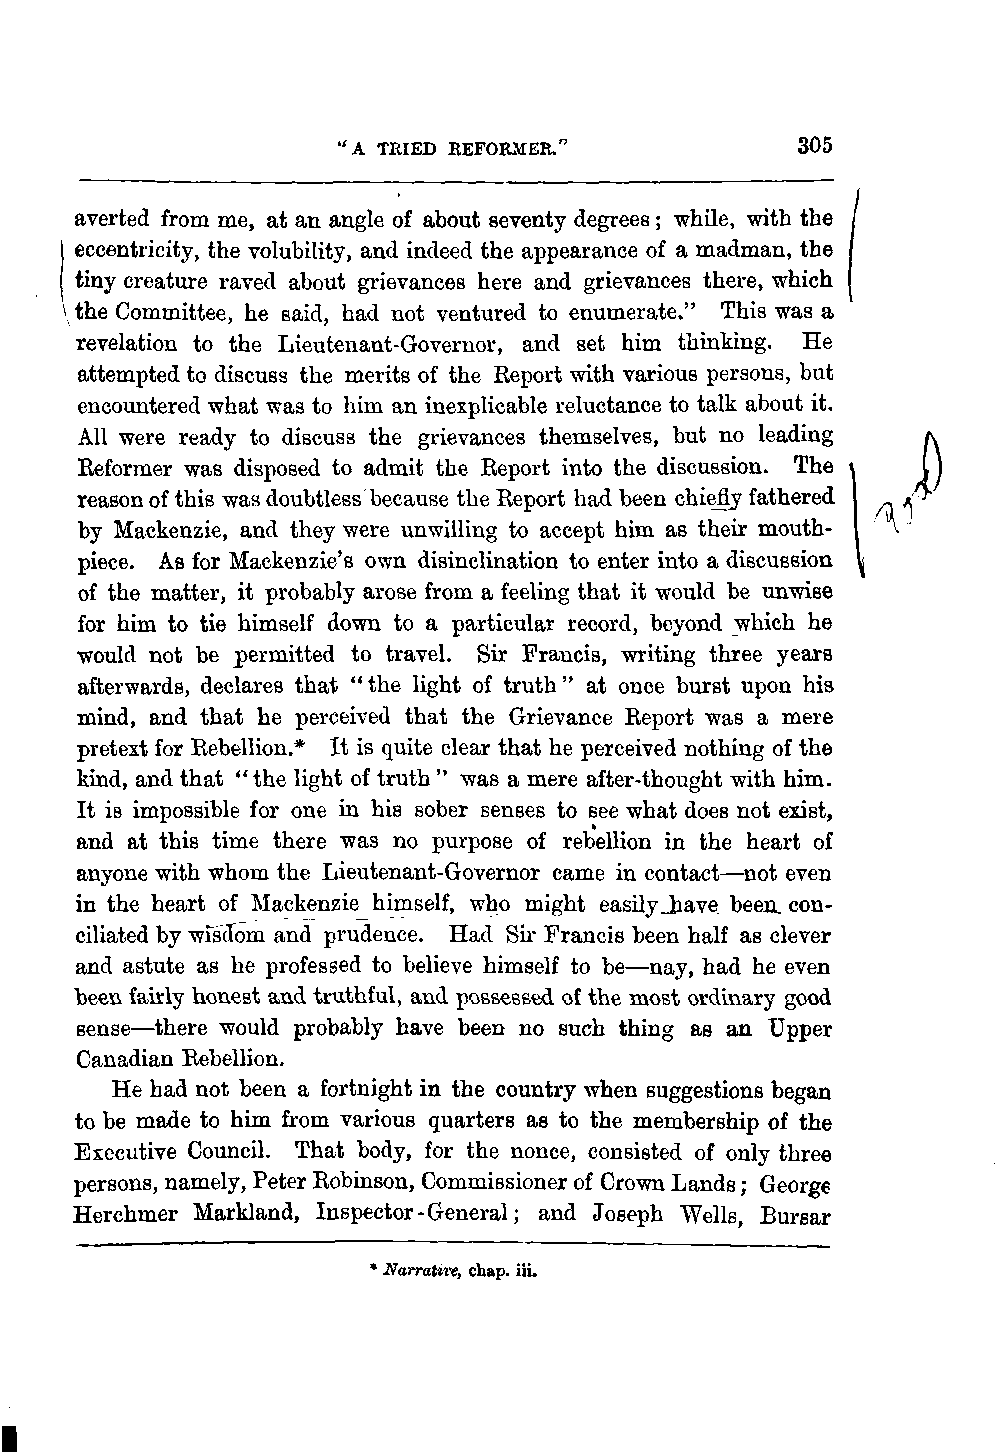 "A TRIED REFORMER." 305
averted from me, at an angle of about seventy degrees; while, with the
eccentricity, the volubility, and indeed the appearance of a madman, the
tiny creature raved about grievances here and grievances there, which
the Committee, he said, had not ventured to enumerate." This was a
revelation to the Lieutenant-Governor, and set him thinking. He
attempted to discuss the merits of the Report with various persons, but
encountered what was to him an inexplicable reluctance to talk about it.
All were ready to discuss the grievances themselves, but no leading
Reformer was disposed to admit the Report into the discussion. The
reason of this was doubtless because the Report had been chiefly fathered
by Mackenzie, and they were unwilling to accept him as their mouth-
piece. As for Mackenzie's own disinclination to enter into a discussion
of the matter, it probably arose from a feeling that it would be unwise
for him to tie himself down to a particular record, beyond which he
would not be permitted to travel. Sir Francis, writing three years
afterwards, declares that "the light of truth" at once burst upon his
mind, and that he perceived that the Grievance Report was a mere
pretext for Rebellion.* It is quite clear that he perceived nothing of the
kind, and that "the light of truth" was a mere after-thought with him.
It is impossible for one in his sober senses to see what does not exist,
and at this time there was no purpose of rebellion in the heart of
anyone with whom the Lieutenant-Governor came in contact—not even
in the heart of Mackenzie himself, who might easily have been con-
ciliated by wisdom and prudence. Had Sir Francis been half as clever
and astute as he professed to believe himself to be—nay, had he even
been fairly honest and truthful, and possessed of the most ordinary good
sense—there would probably have been no such thing as an Upper
Canadian Rebellion.
He had not been a fortnight in the country when suggestions began
to be made to him from various quarters as to the membership of the
Executive Council. That body, for the nonce, consisted of only three
persons, namely, Peter Robinson, Commissioner of Crown Lands; George
Herchmer Markland, Inspector-General; and Joseph Wells, Bursar
* Narrative, chap. iii.